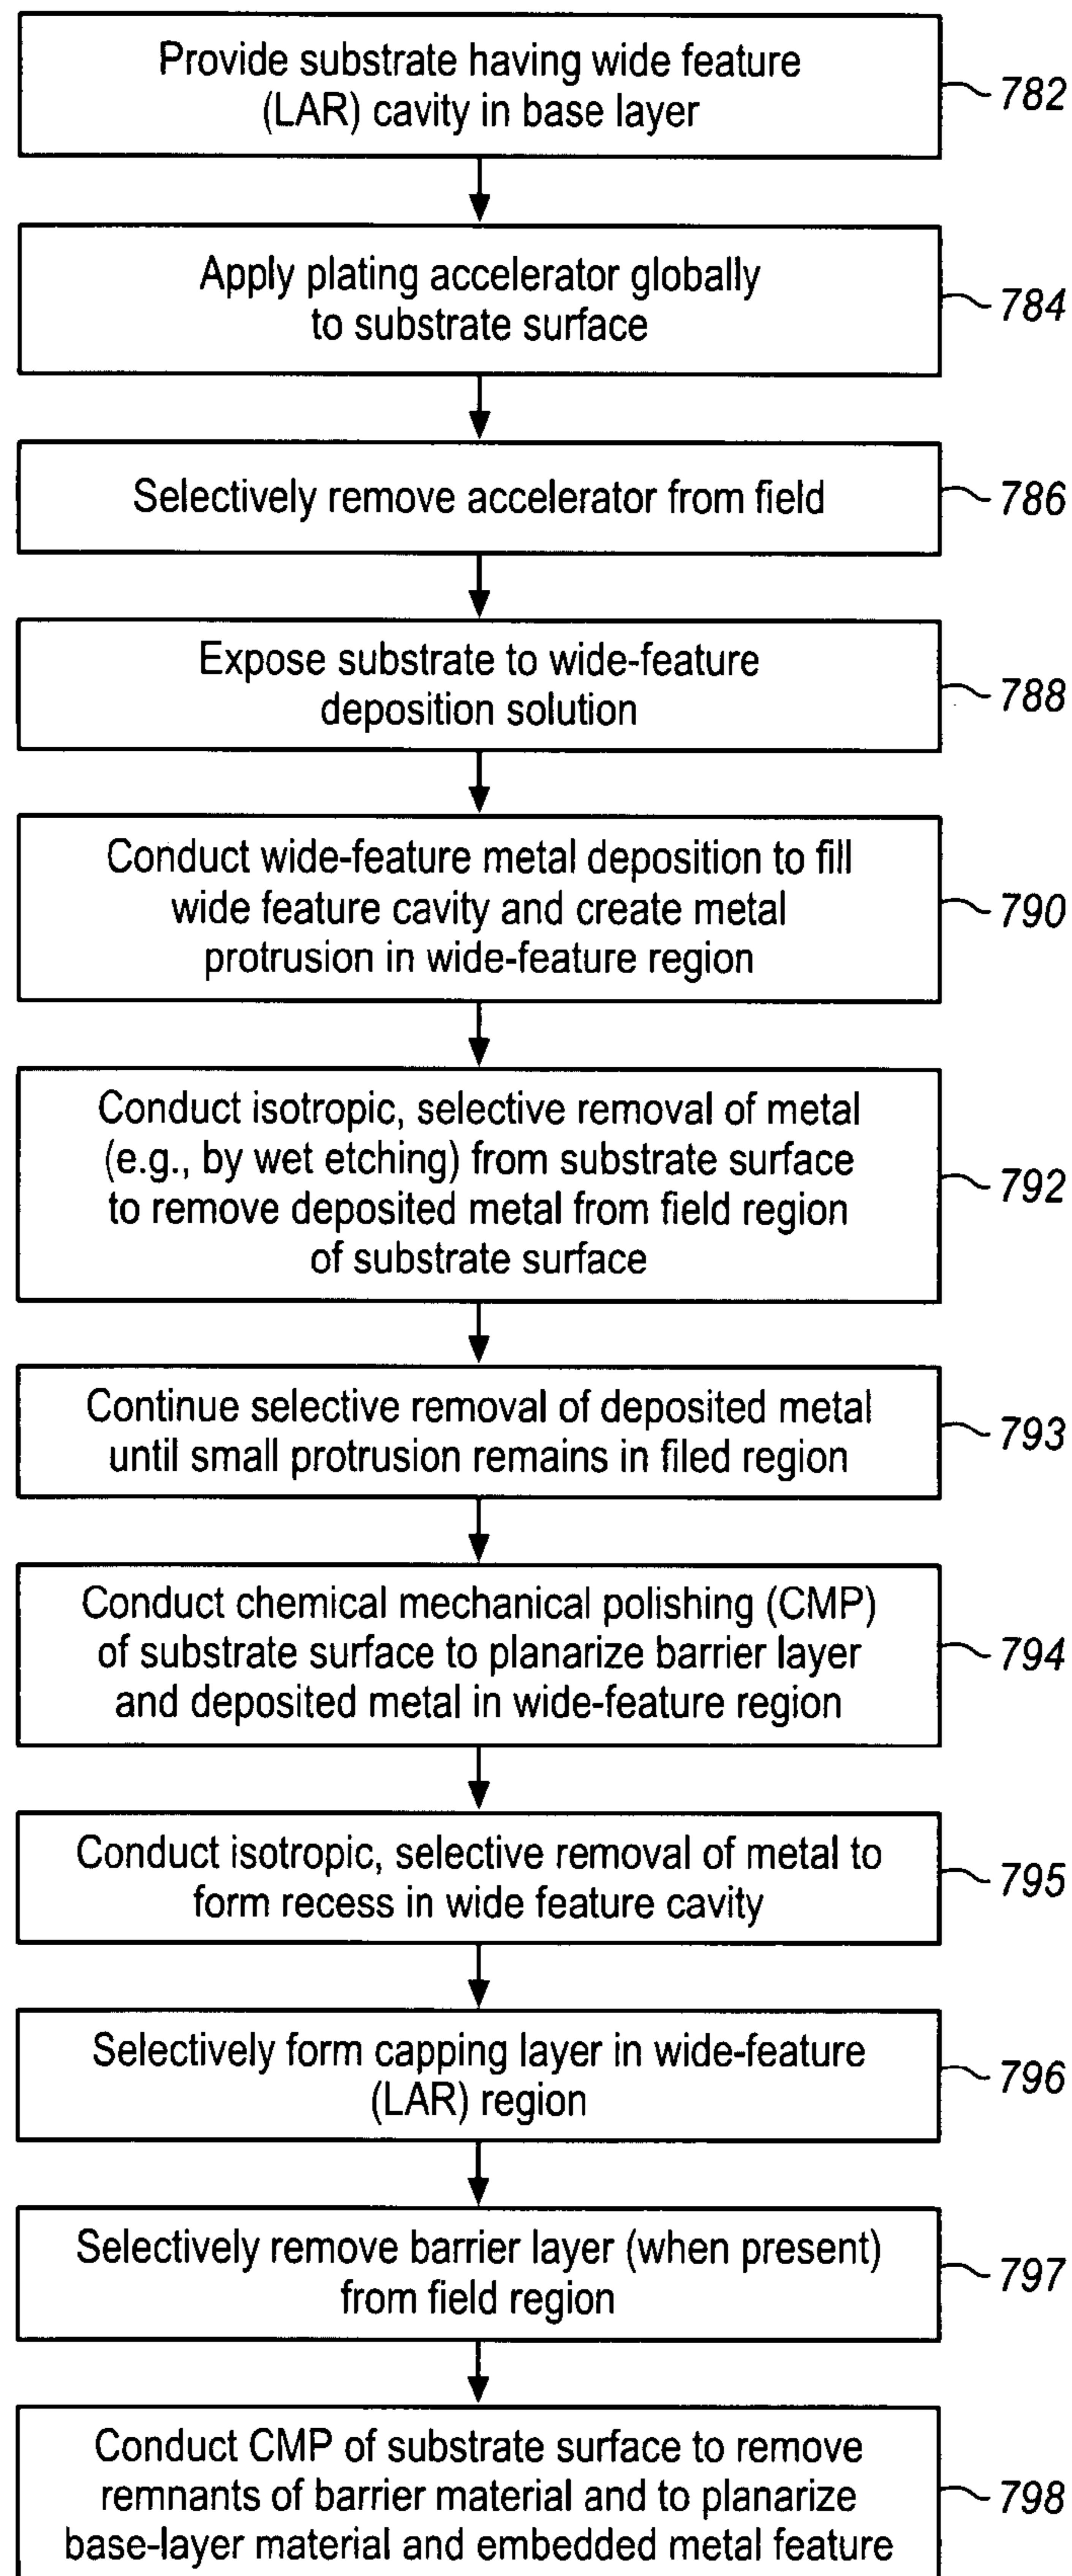 Provide substrate having wide feature
(LAR) cavity in base layer
782
Apply plating accelerator globally
to substrate surface
784
Selectively remove accelerator from field
786
Expose substrate to wide-feature
deposition solution
788
Conduct wide-feature metal deposition to fill
wide feature cavity and create metal
protrusion in wide-feature region
790
Conduct isotropic, selective removal of metal
(e.g., by wet etching) from substrate surface
to remove deposited metal from field region
of substrate surface
792
Continue selective removal of deposited metal
until small protrusion remains in filed region
793
Conduct chemical mechanical polishing (CMP)
of substrate surface to planarize barrier layer
and deposited metal in wide-feature region
794
Conduct isotropic, selective removal of metal to
form recess in wide feature cavity
795
Selectively form capping layer in wide-feature
(LAR) region
796
Selectively remove barrier layer (when present)
from field region
797
Conduct CMP of substrate surface to remove
remnants of barrier material and to planarize
base-layer material and embedded metal feature
798